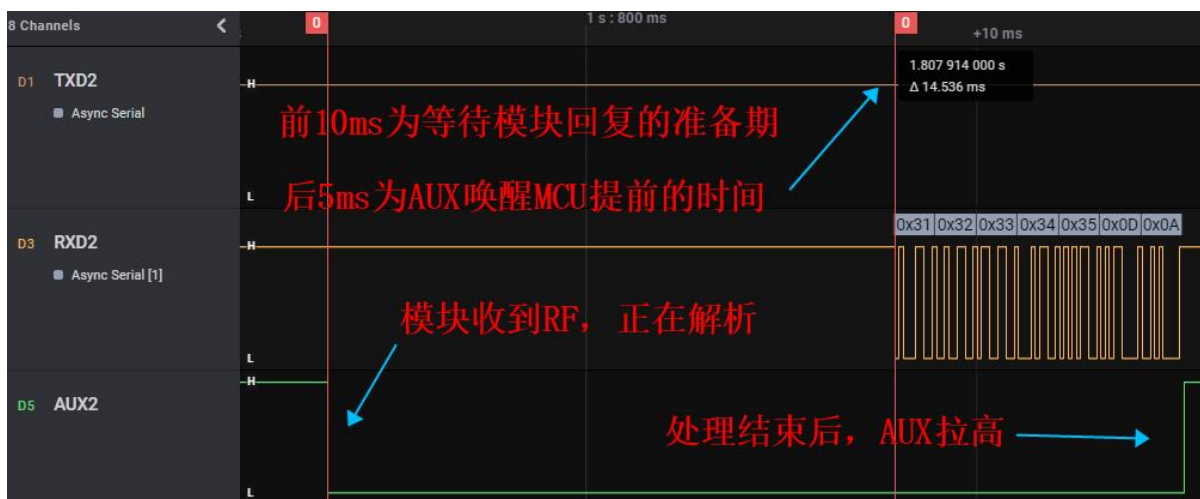 8 Channels
0
1 s : 800 ms
0
+10 ms
D1 TXD2
Async Serial
H
L
1.807 914 000 s
Δ 14.536 ms
前10ms为等待模块回复的准备期
后5ms为AUX唤醒MCU提前的时间
D3 RXD2
Async Serial [1]
H
L
0x31 0x32 0x33 0x34 0x35 0x0D 0x0A
模块收到RF，正在解析
D5 AUX2
H
L
处理结束后，AUX拉高